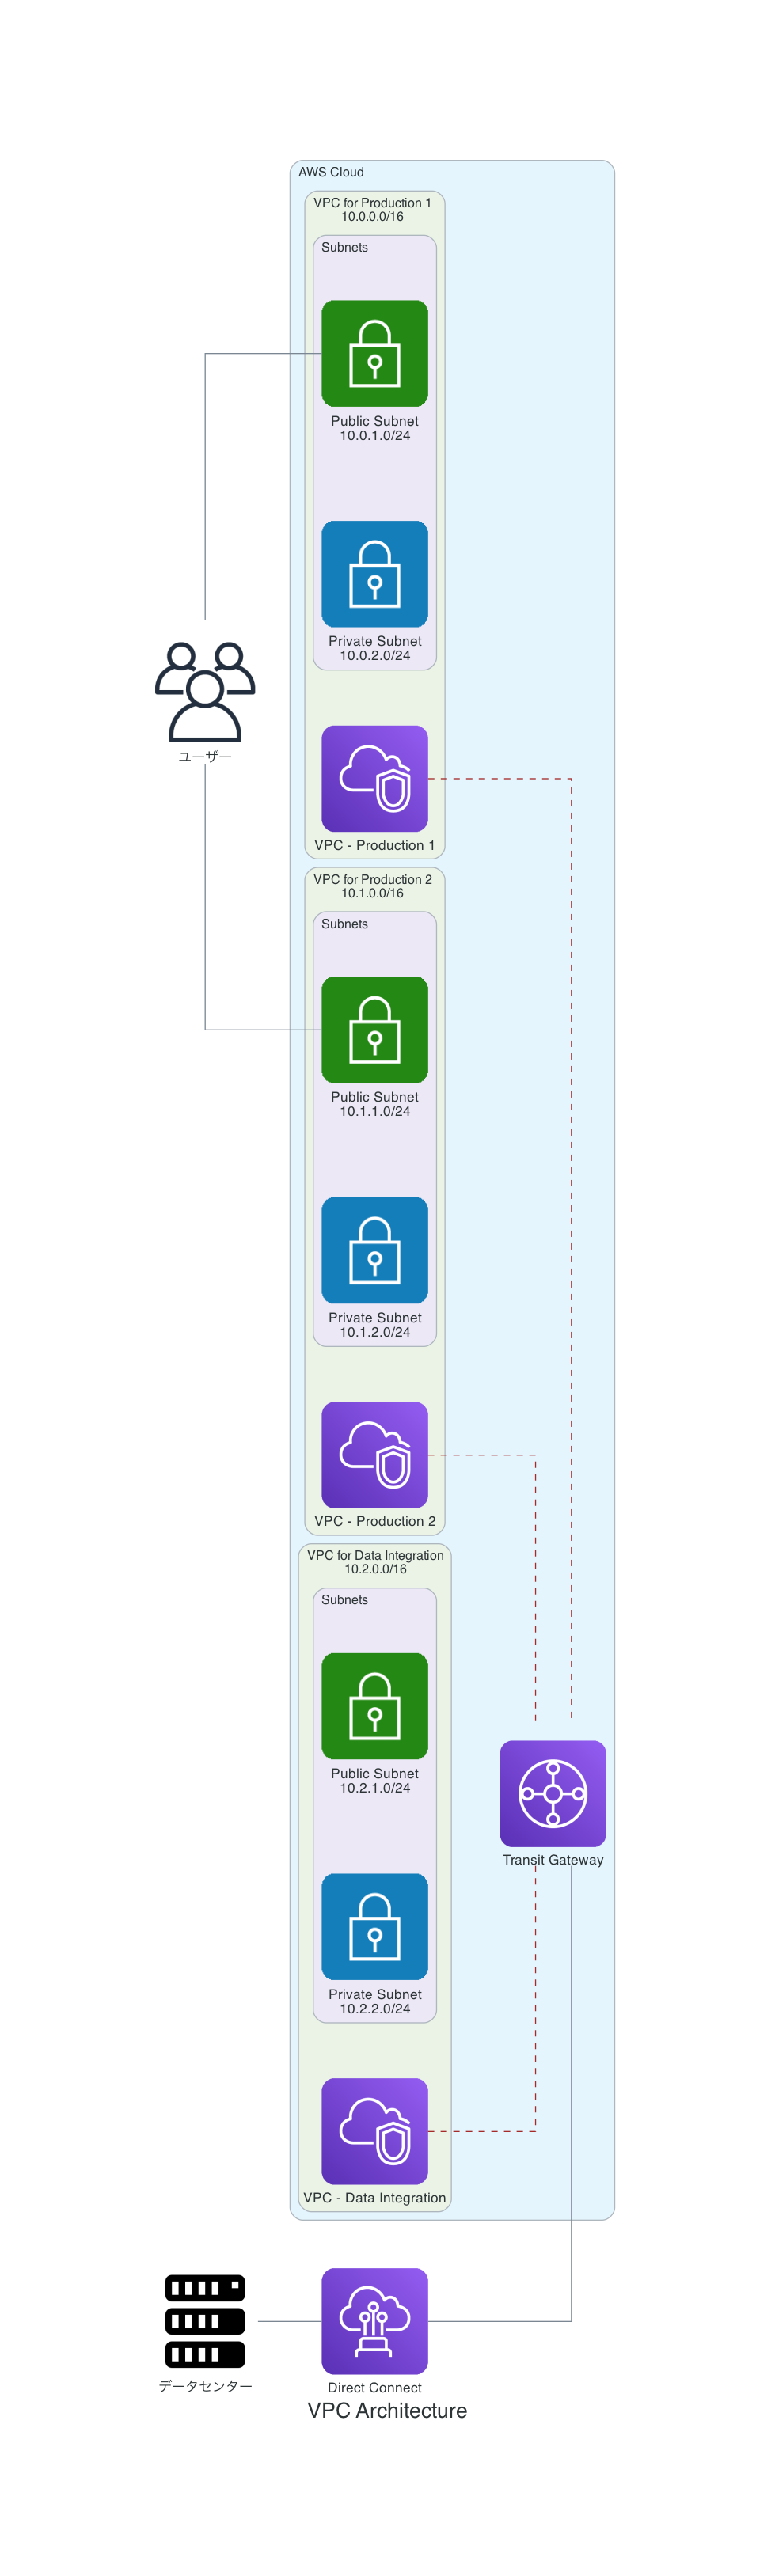 AWS Cloud
VPC for Production 1
10.0.0.0/16
Subnets
Public Subnet
10.0.1.0/24
Private Subnet
10.0.2.0/24
ユーザー
VPC - Production 1
VPC for Production 2
10.1.0.0/16
Subnets
Public Subnet
10.1.1.0/24
Private Subnet
10.1.2.0/24
VPC - Production 2
VPC for Data Integration
10.2.0.0/16
Subnets
Public Subnet
10.2.1.0/24
Transit Gateway
Private Subnet
10.2.2.0/24
VPC - Data Integration
データセンター
Direct Connect
VPC Architecture